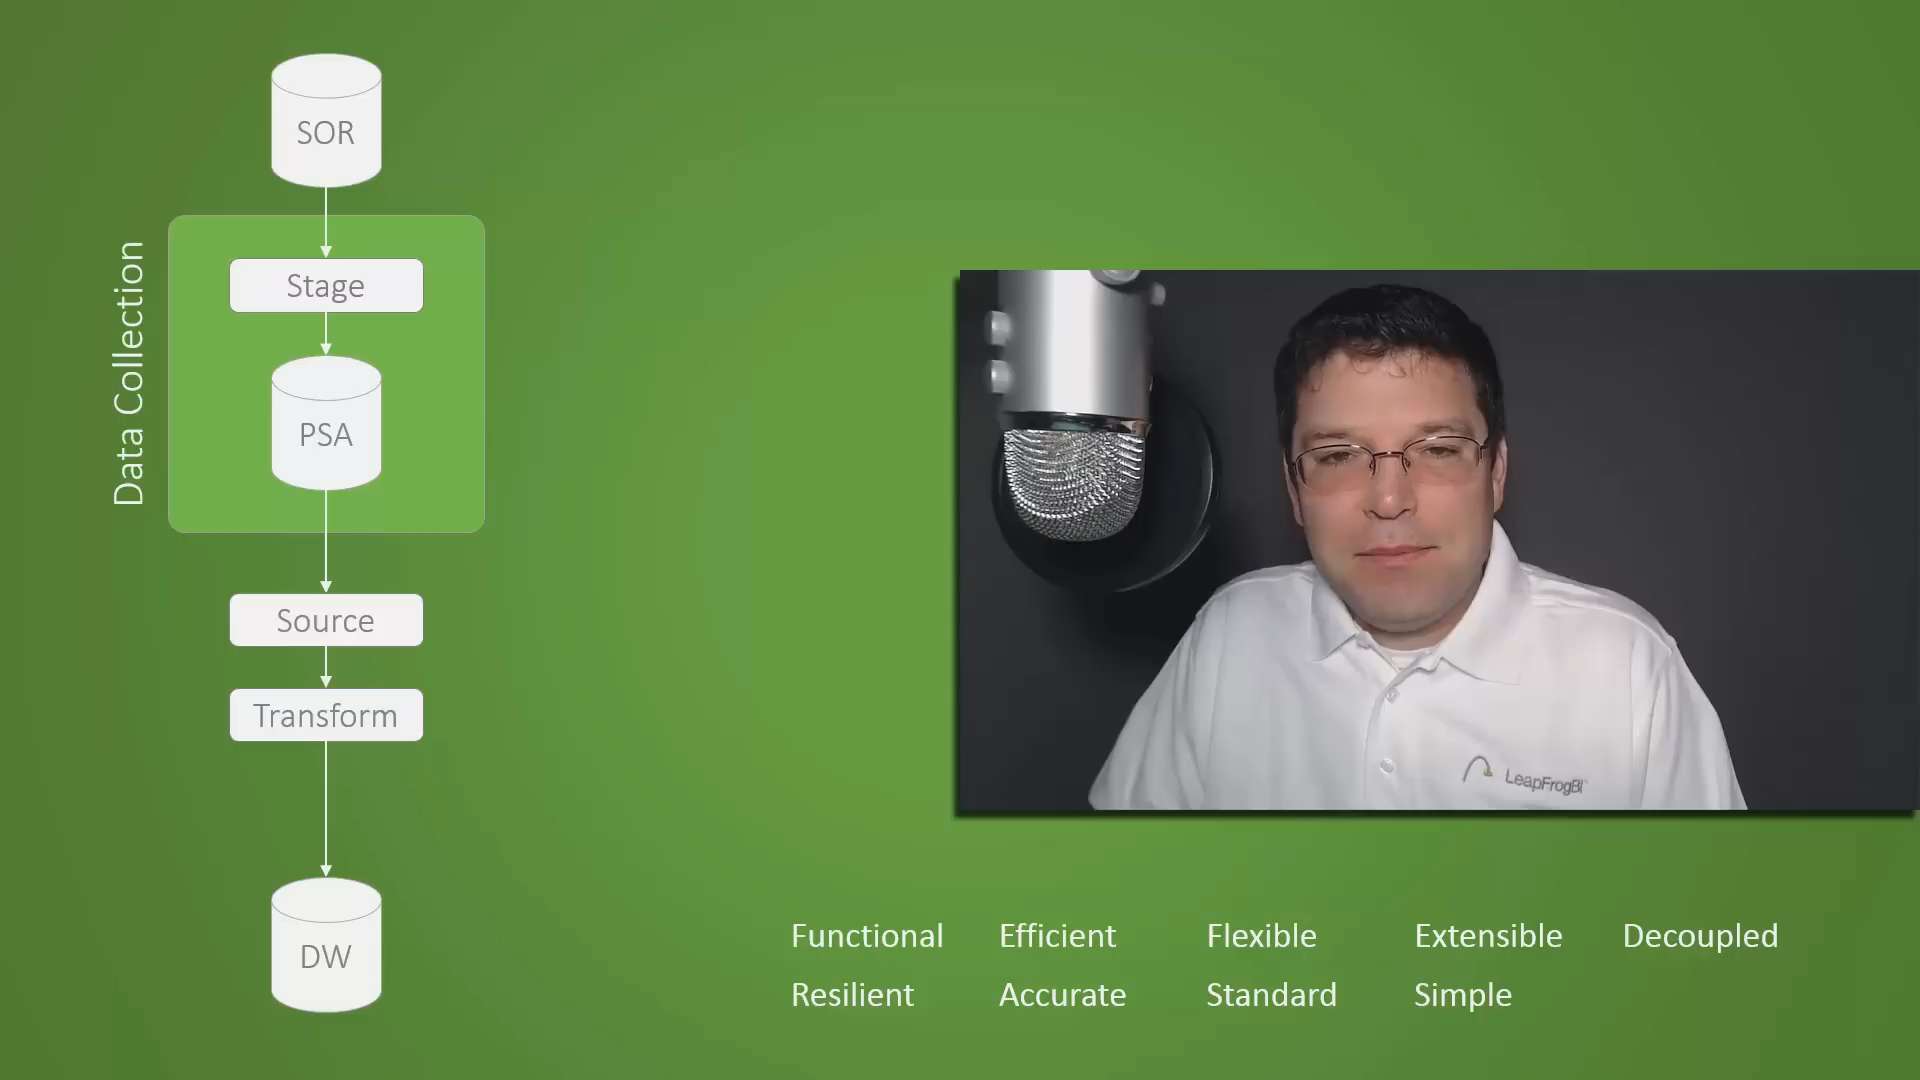 SOR
Data Collection
Stage
PSA
Source
Transform
DW
LeapFrogBI
Functional Efficient Flexible Extensible Decoupled
Resilient Accurate Standard Simple